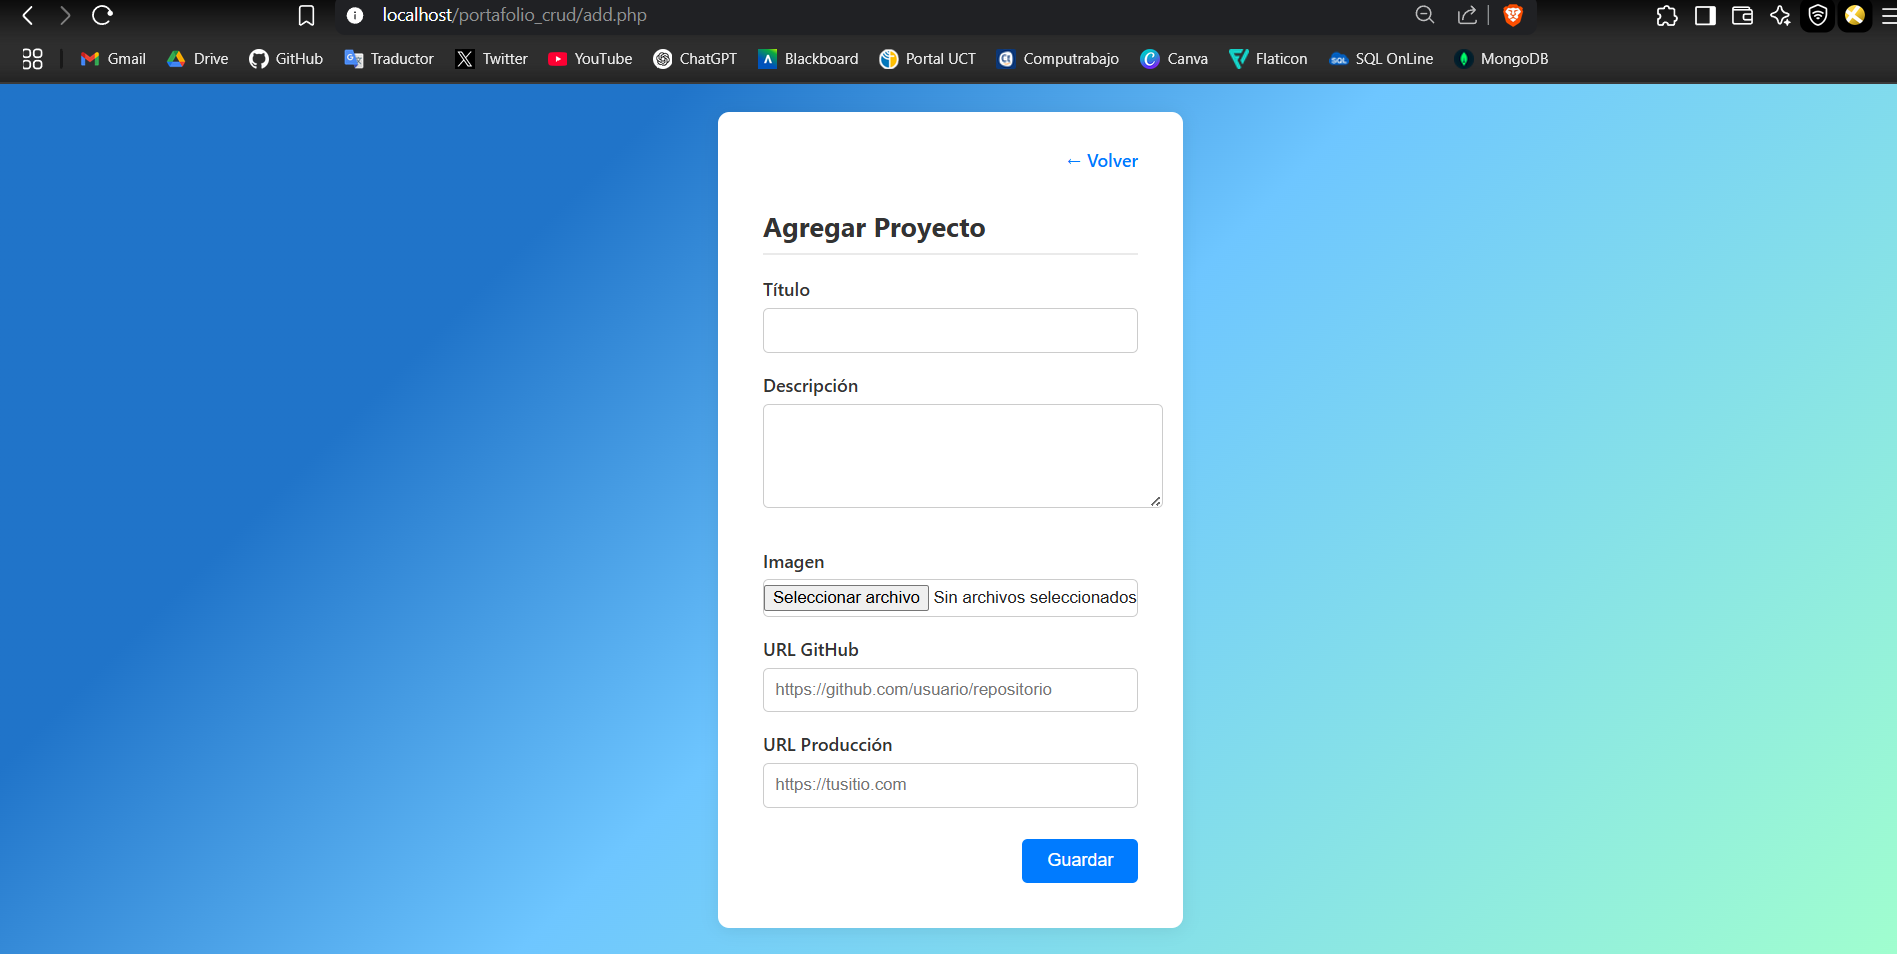 localhost/portafolio_crud/add.php
Gmail Drive GitHub Traductor Twitter YouTube ChatGPT Blackboard Portal UCT Computrabajo Canva Flaticon SQL OnLine MongoDB
← Volver
Agregar Proyecto
Título
Descripción
Imagen
Seleccionar archivo Sin archivos seleccionados
URL GitHub
https://github.com/usuario/repositorio
URL Producción
https://tusitio.com
Guardar